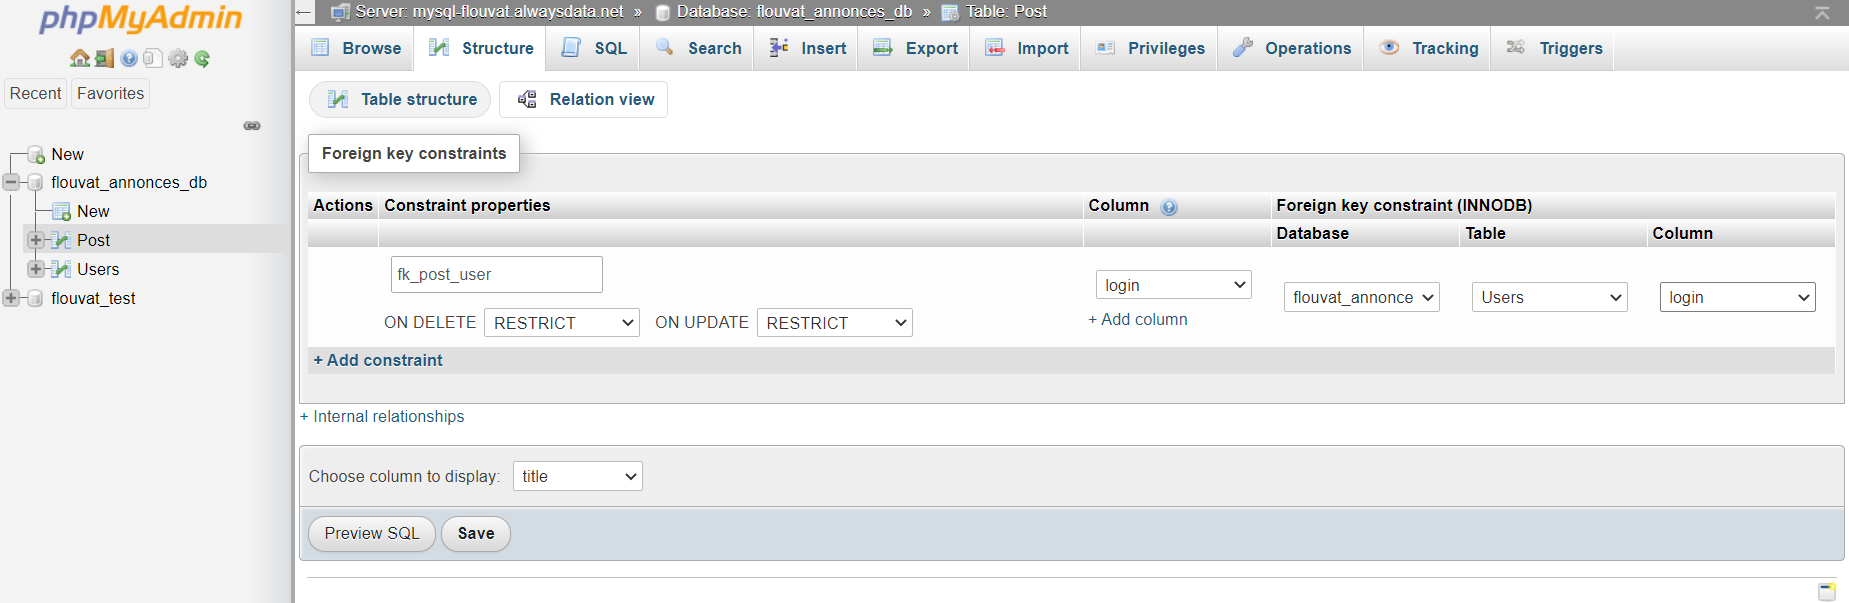 phpMyAdmin
Recent Favorites
New
flouvat_annonces_db
New
Post
Users
flouvat_test
Server: mysql-flouvat.alwaysdata.net » Database: flouvat_annonces_db » Table: Post
Browse Structure SQL Search Insert Export Import Privileges Operations Tracking Triggers
Table structure Relation view
Foreign key constraints
Actions Constraint properties Column Foreign key constraint (INNODB)
Database Table Column
fk_post_user
login flouvat_annonce Users login
+ Add column
ON DELETE RESTRICT ON UPDATE RESTRICT
+ Add constraint
+ Internal relationships
Choose column to display: title
Preview SQL Save